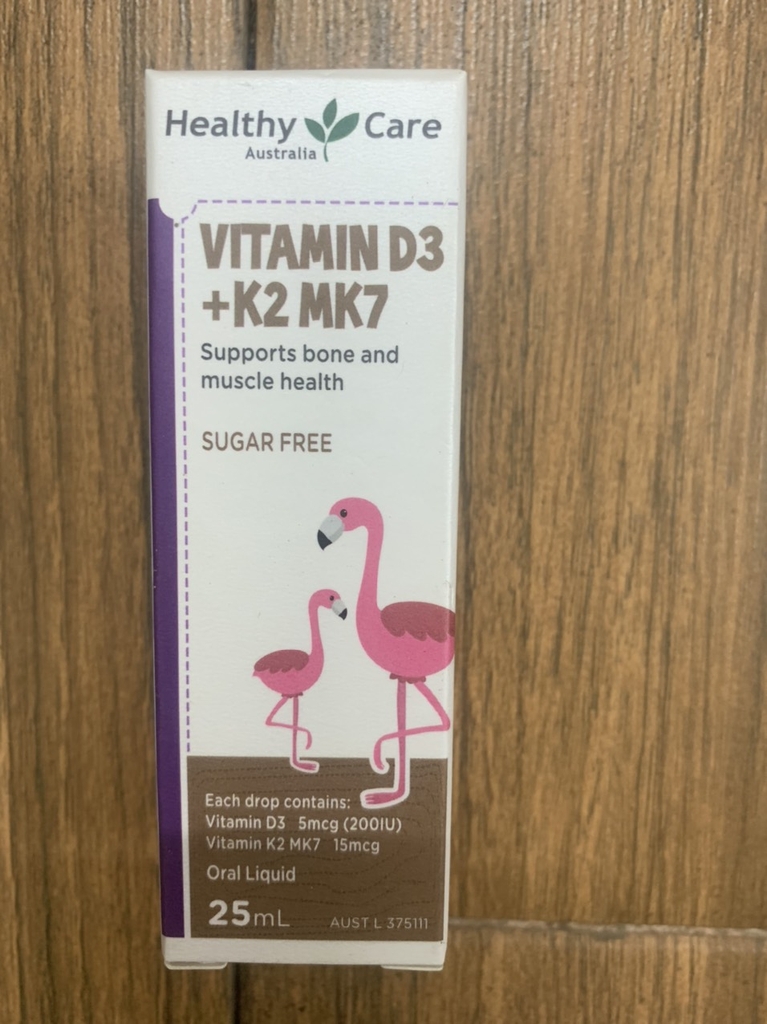 Healthy Care
Australia
VITAMIN D3
+K2 MK7
Supports bone and
muscle health
SUGAR FREE
Each drop contains:
Vitamin D3 5mcg (200IU)
Vitamin K2 MK7 15mcg
Oral Liquid
25mL AUST L 375111